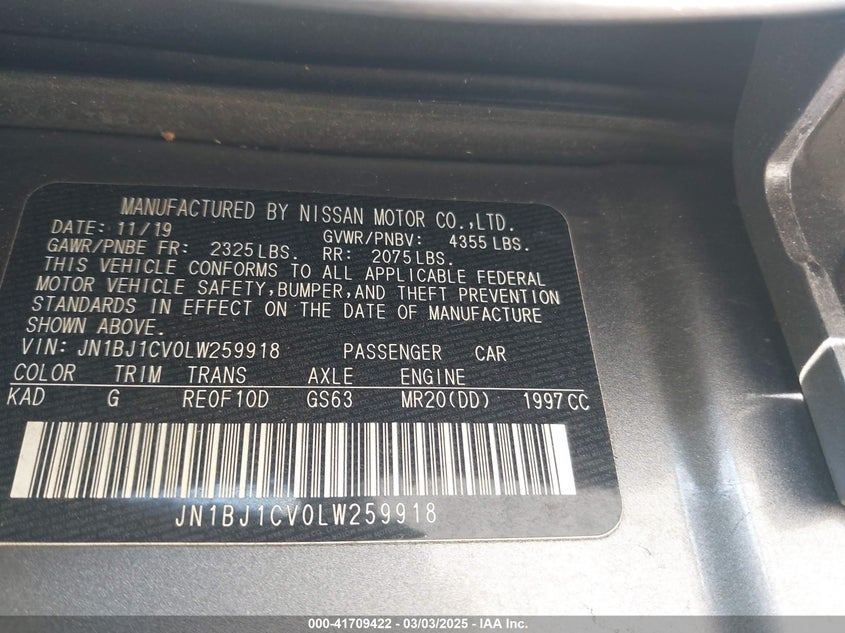 MANUFACTURED BY NISSAN MOTOR CO.,LTD.
DATE: 11/19 GVWR/PNBV: 4355 LBS.
GAWR/PNBE FR: 2325 LBS. RR: 2075 LBS.
THIS VEHICLE CONFORMS TO ALL APPLICABLE FEDERAL
MOTOR VEHICLE SAFETY, BUMPER, AND THEFT PREVENTION
STANDARDS IN EFFECT ON THE DATE OF MANUFACTURE
SHOWN ABOVE.
VIN: JN1BJ1CV0LW259918 PASSENGER CAR
COLOR TRIM TRANS AXLE ENGINE
KAD G RE0F10D GS63 MR20(DD) 1997CC
JN1BJ1CV0LW259918
000-41709422 - 03/03/2025 - IAA Inc.